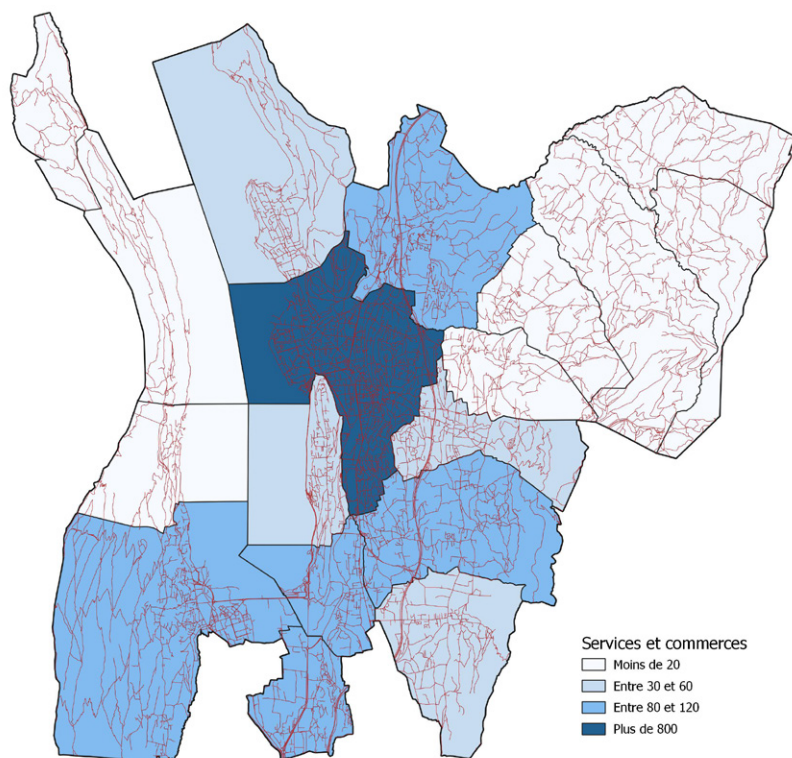 Services et commerces
Moins de 20
Entre 30 et 60
Entre 80 et 120
Plus de 800